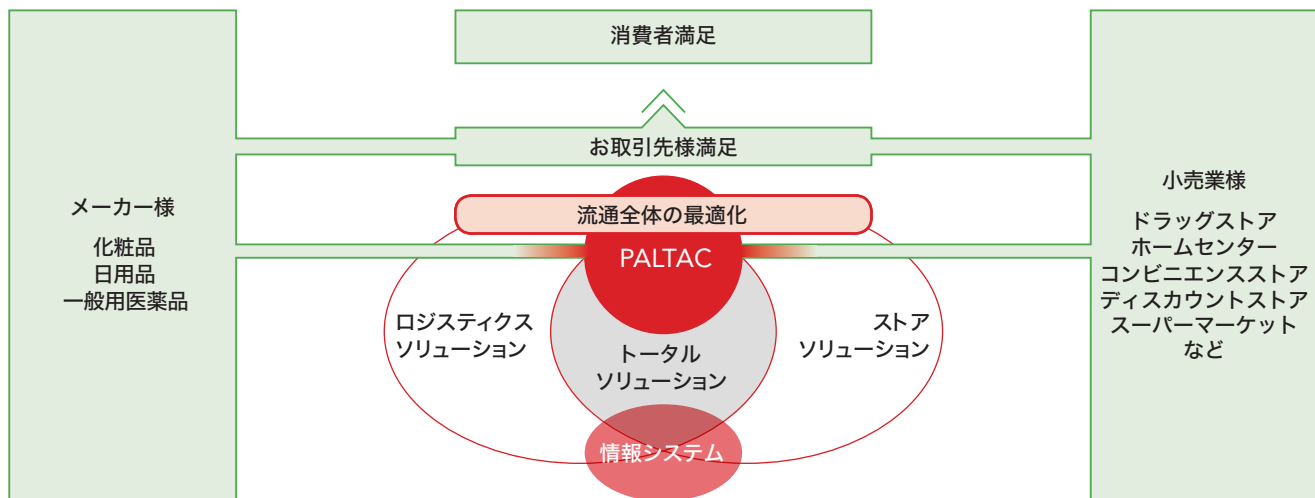 消費者満足
お取引先様満足
流通全体の最適化
PALTAC
メーカー様
化粧品
日用品
一般用医薬品
ロジスティクス
ソリューション
トータル
ソリューション
ストア
ソリューション
情報システム
小売業様
ドラッグストア
ホームセンター
コンビニエンスストア
ディスカウントストア
スーパーマーケット
など